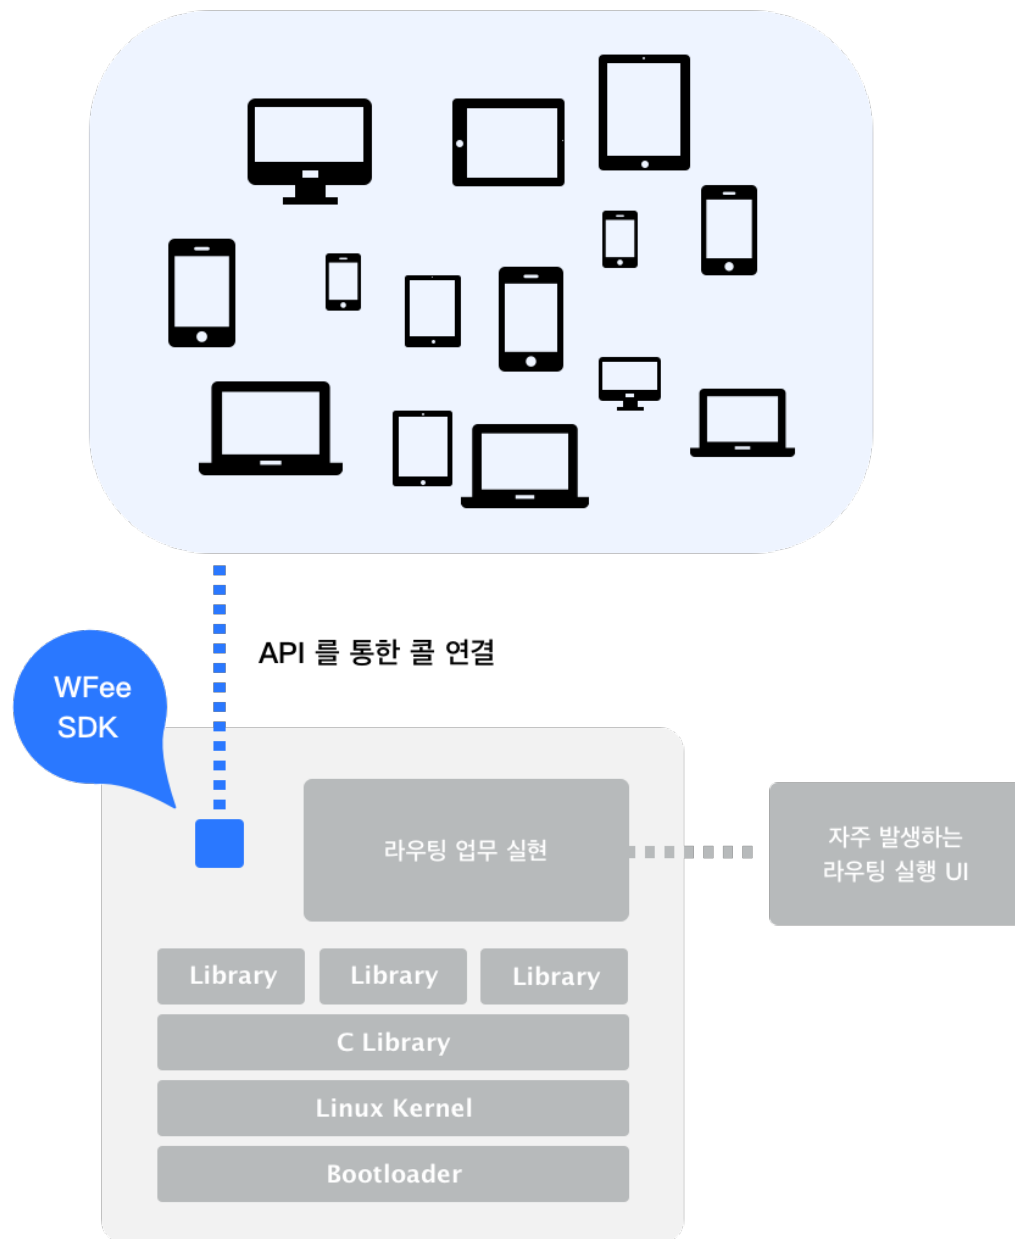 API 를 통한 콜 연결
WFee
SDK
라우팅 업무 실현
자주 발생하는
라우팅 실행 UI
Library
Library
Library
C Library
Linux Kernel
Bootloader